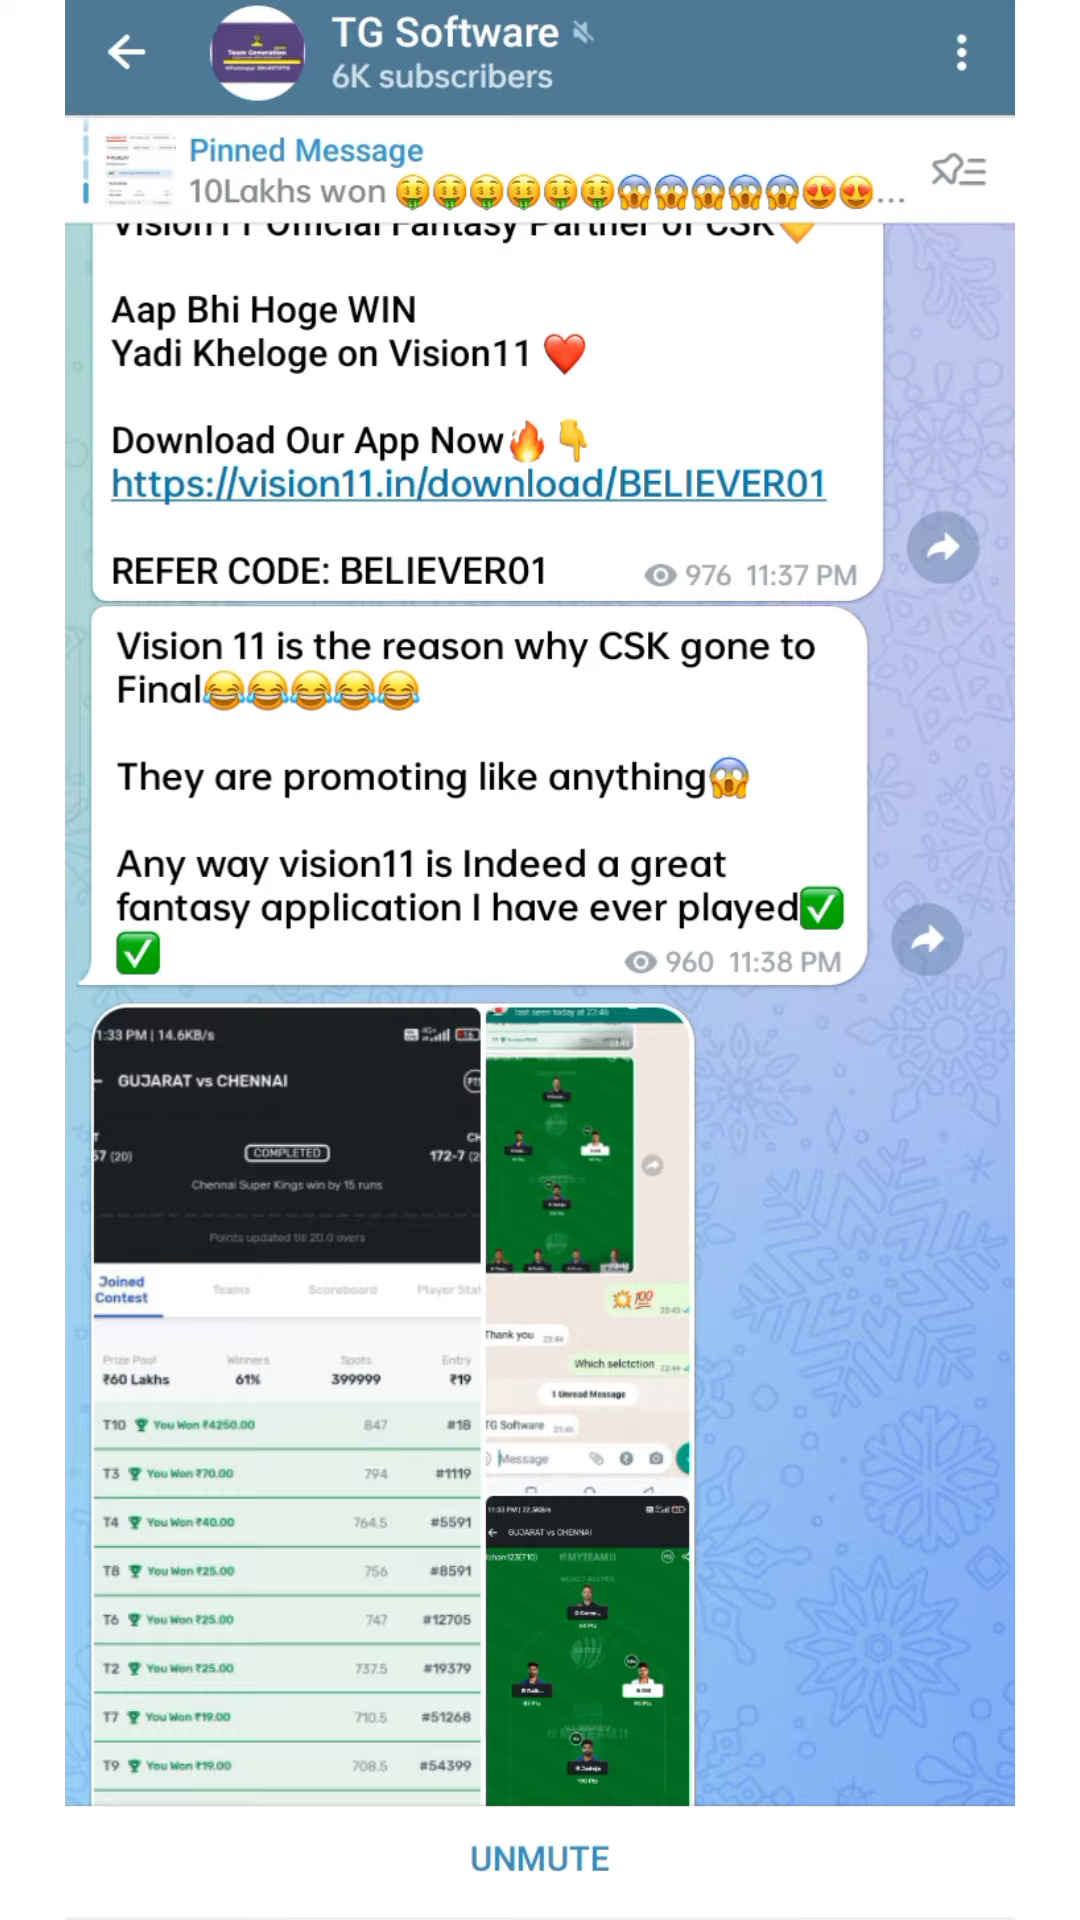 TG Software
6K subscribers
Pinned Message
10Lakhs won 🤑🤑🤑🤑🤑🤑😱😱😱😱😱😍😍...
Vision11 Official Fantasy Partner of CSK💛
Aap Bhi Hoge WIN
Yadi Kheloge on Vision11 ❤️
Download Our App Now🔥👇
https://vision11.in/download/BELIEVER01
REFER CODE: BELIEVER01
976 11:37 PM
Vision 11 is the reason why CSK gone to
Final😂😂😂😂😂
They are promoting like anything😱
Any way vision11 is Indeed a great
fantasy application I have ever played✅
✅
960 11:38 PM
1:33 PM | 14.6KB/s
GUJARAT vs CHENNAI
57 (20)
COMPLETED
172-7 (2
Chennai Super Kings win by 15 runs
Points updated till 20.0 overs
Joined Contest Teams Scoreboard Player Stat
Prize Pool Winners Spots Entry
₹60 Lakhs 61% 399999 ₹19
T10 You Won ₹4250.00 847 #18
T3 You Won ₹70.00 794 #1119
T4 You Won ₹40.00 764.5 #5591
T8 You Won ₹25.00 756 #8591
T6 You Won ₹25.00 747 #12705
T2 You Won ₹25.00 737.5 #19379
T7 You Won ₹19.00 710.5 #51268
T9 You Won ₹19.00 708.5 #54399
last seen today at 23:46
23:43
💥💯 23:43
Thank you 23:44
Which selctction 23:44
1 Unread Message
TG Software 23:46
Message
11:33 PM
GUJARAT vs CHENNAI
@MYTEAM11
R Jadeja
UNMUTE